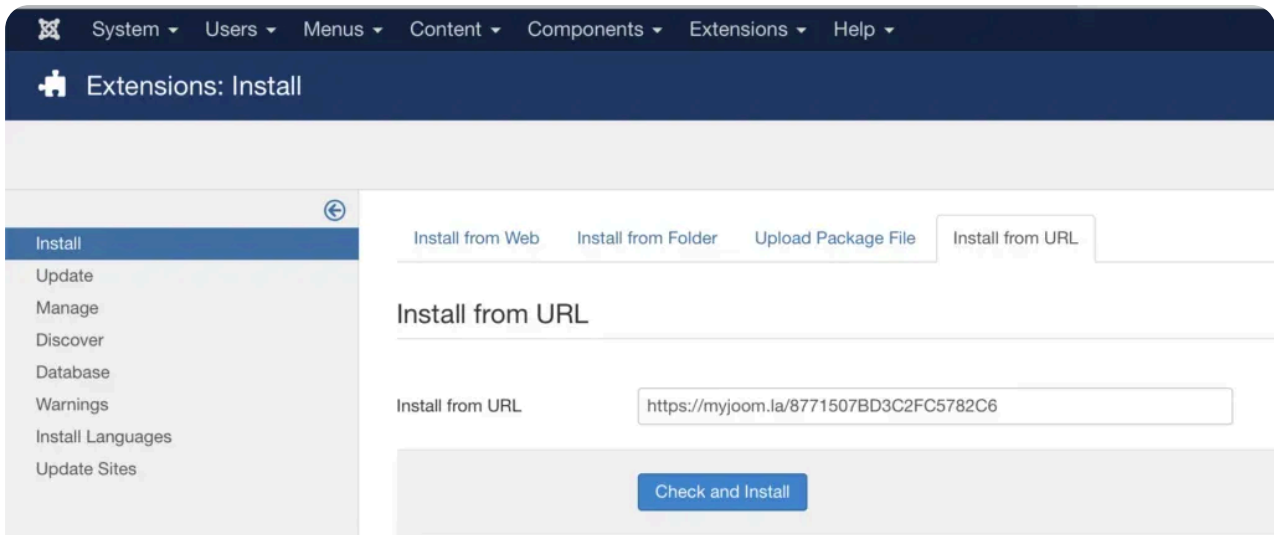 System Users Menus Content Components Extensions Help
Extensions: Install
Install
Update
Manage
Discover
Database
Warnings
Install Languages
Update Sites
Install from Web Install from Folder Upload Package File Install from URL
Install from URL
Install from URL https://myjoom.la/8771507BD3C2FC5782C6
Check and Install